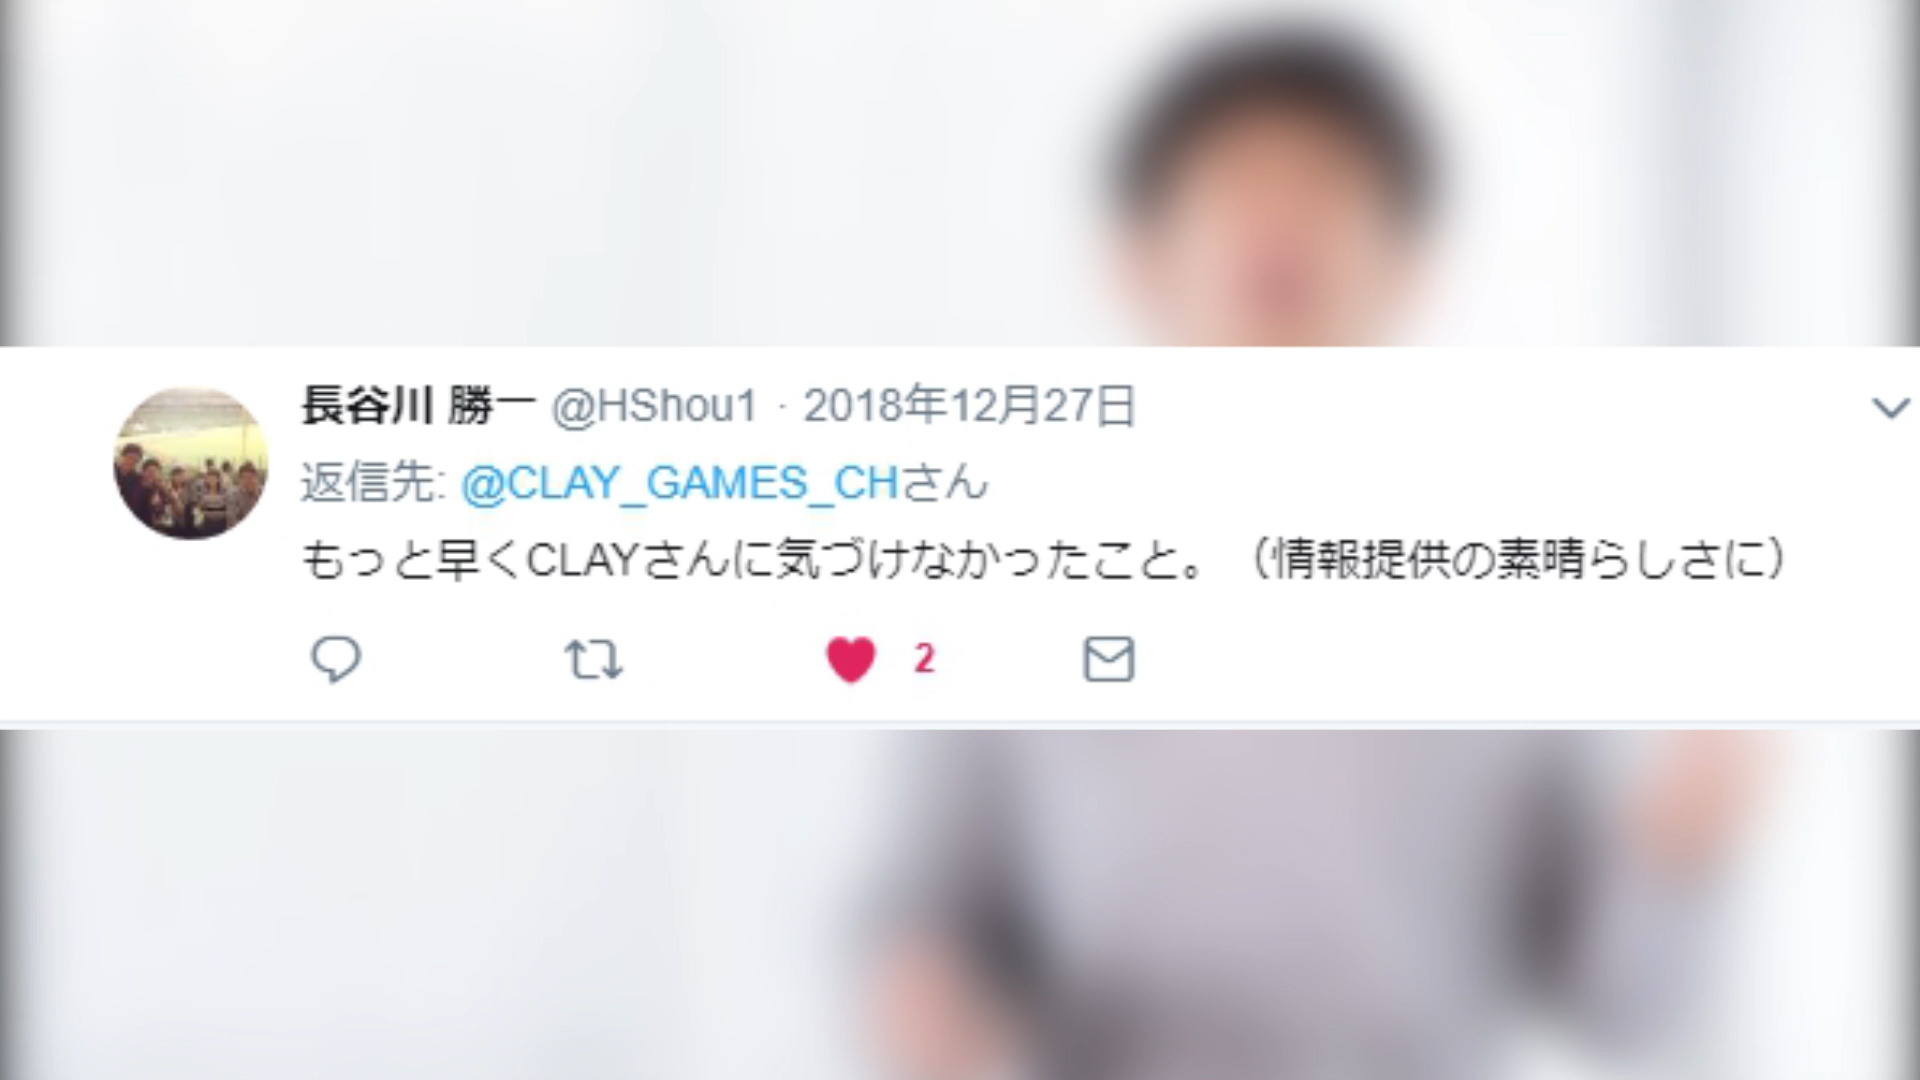 長谷川 勝一 @HShou1 · 2018年12月27日
返信先: @CLAY_GAMES_CHさん
もっと早くCLAYさんに気づけなかったこと。（情報提供の素晴らしさに）
2